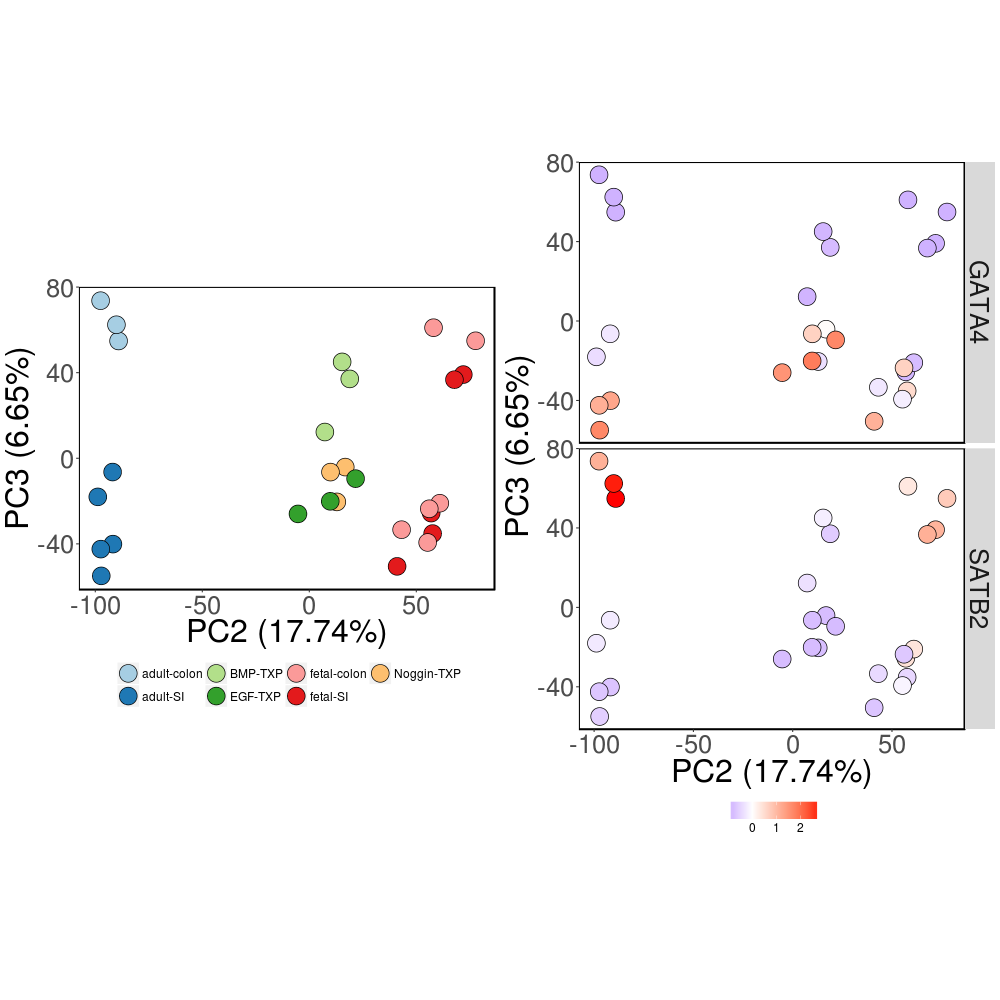 80
40
0
-40
PC3 (6.65%)
-100 -50 0 50
PC2 (17.74%)
adult-colon BMP-TXP fetal-colon Noggin-TXP
adult-SI EGF-TXP fetal-SI
80
40
0
-40
GATA4
PC3 (6.65%)
80
40
0
-40
SATB2
-100 -50 0 50
PC2 (17.74%)
0 1 2